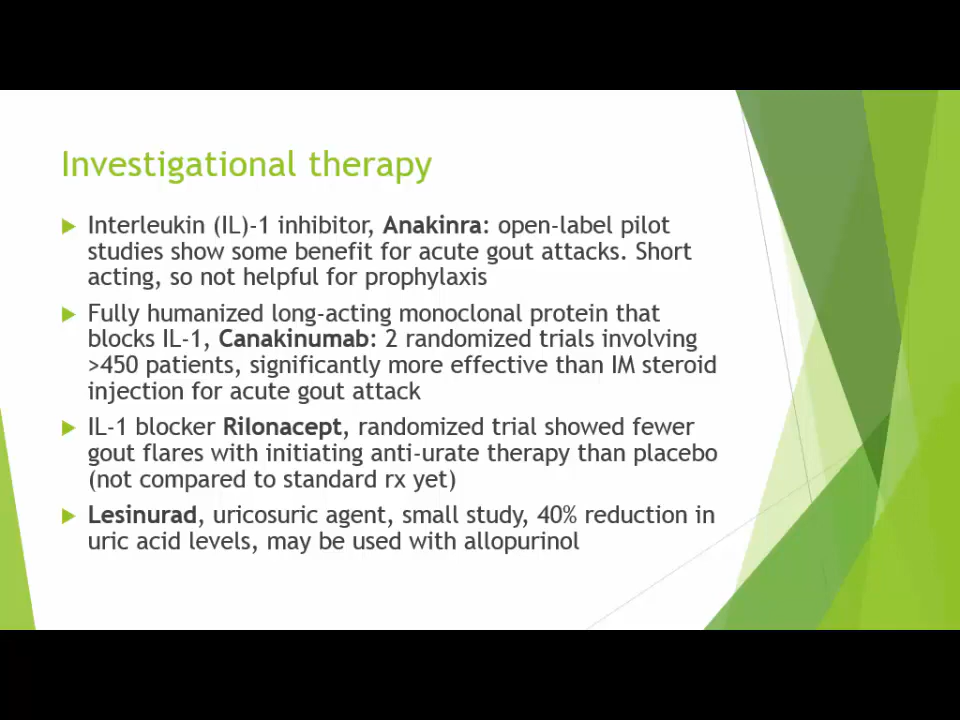 Investigational therapy
Interleukin (IL)-1 inhibitor, Anakinra: open-label pilot
studies show some benefit for acute gout attacks. Short
acting, so not helpful for prophylaxis
Fully humanized long-acting monoclonal protein that
blocks IL-1, Canakinumab: 2 randomized trials involving
>450 patients, significantly more effective than IM steroid
injection for acute gout attack
IL-1 blocker Rilonacept, randomized trial showed fewer
gout flares with initiating anti-urate therapy than placebo
(not compared to standard rx yet)
Lesinurad, uricosuric agent, small study, 40% reduction in
uric acid levels, may be used with allopurinol